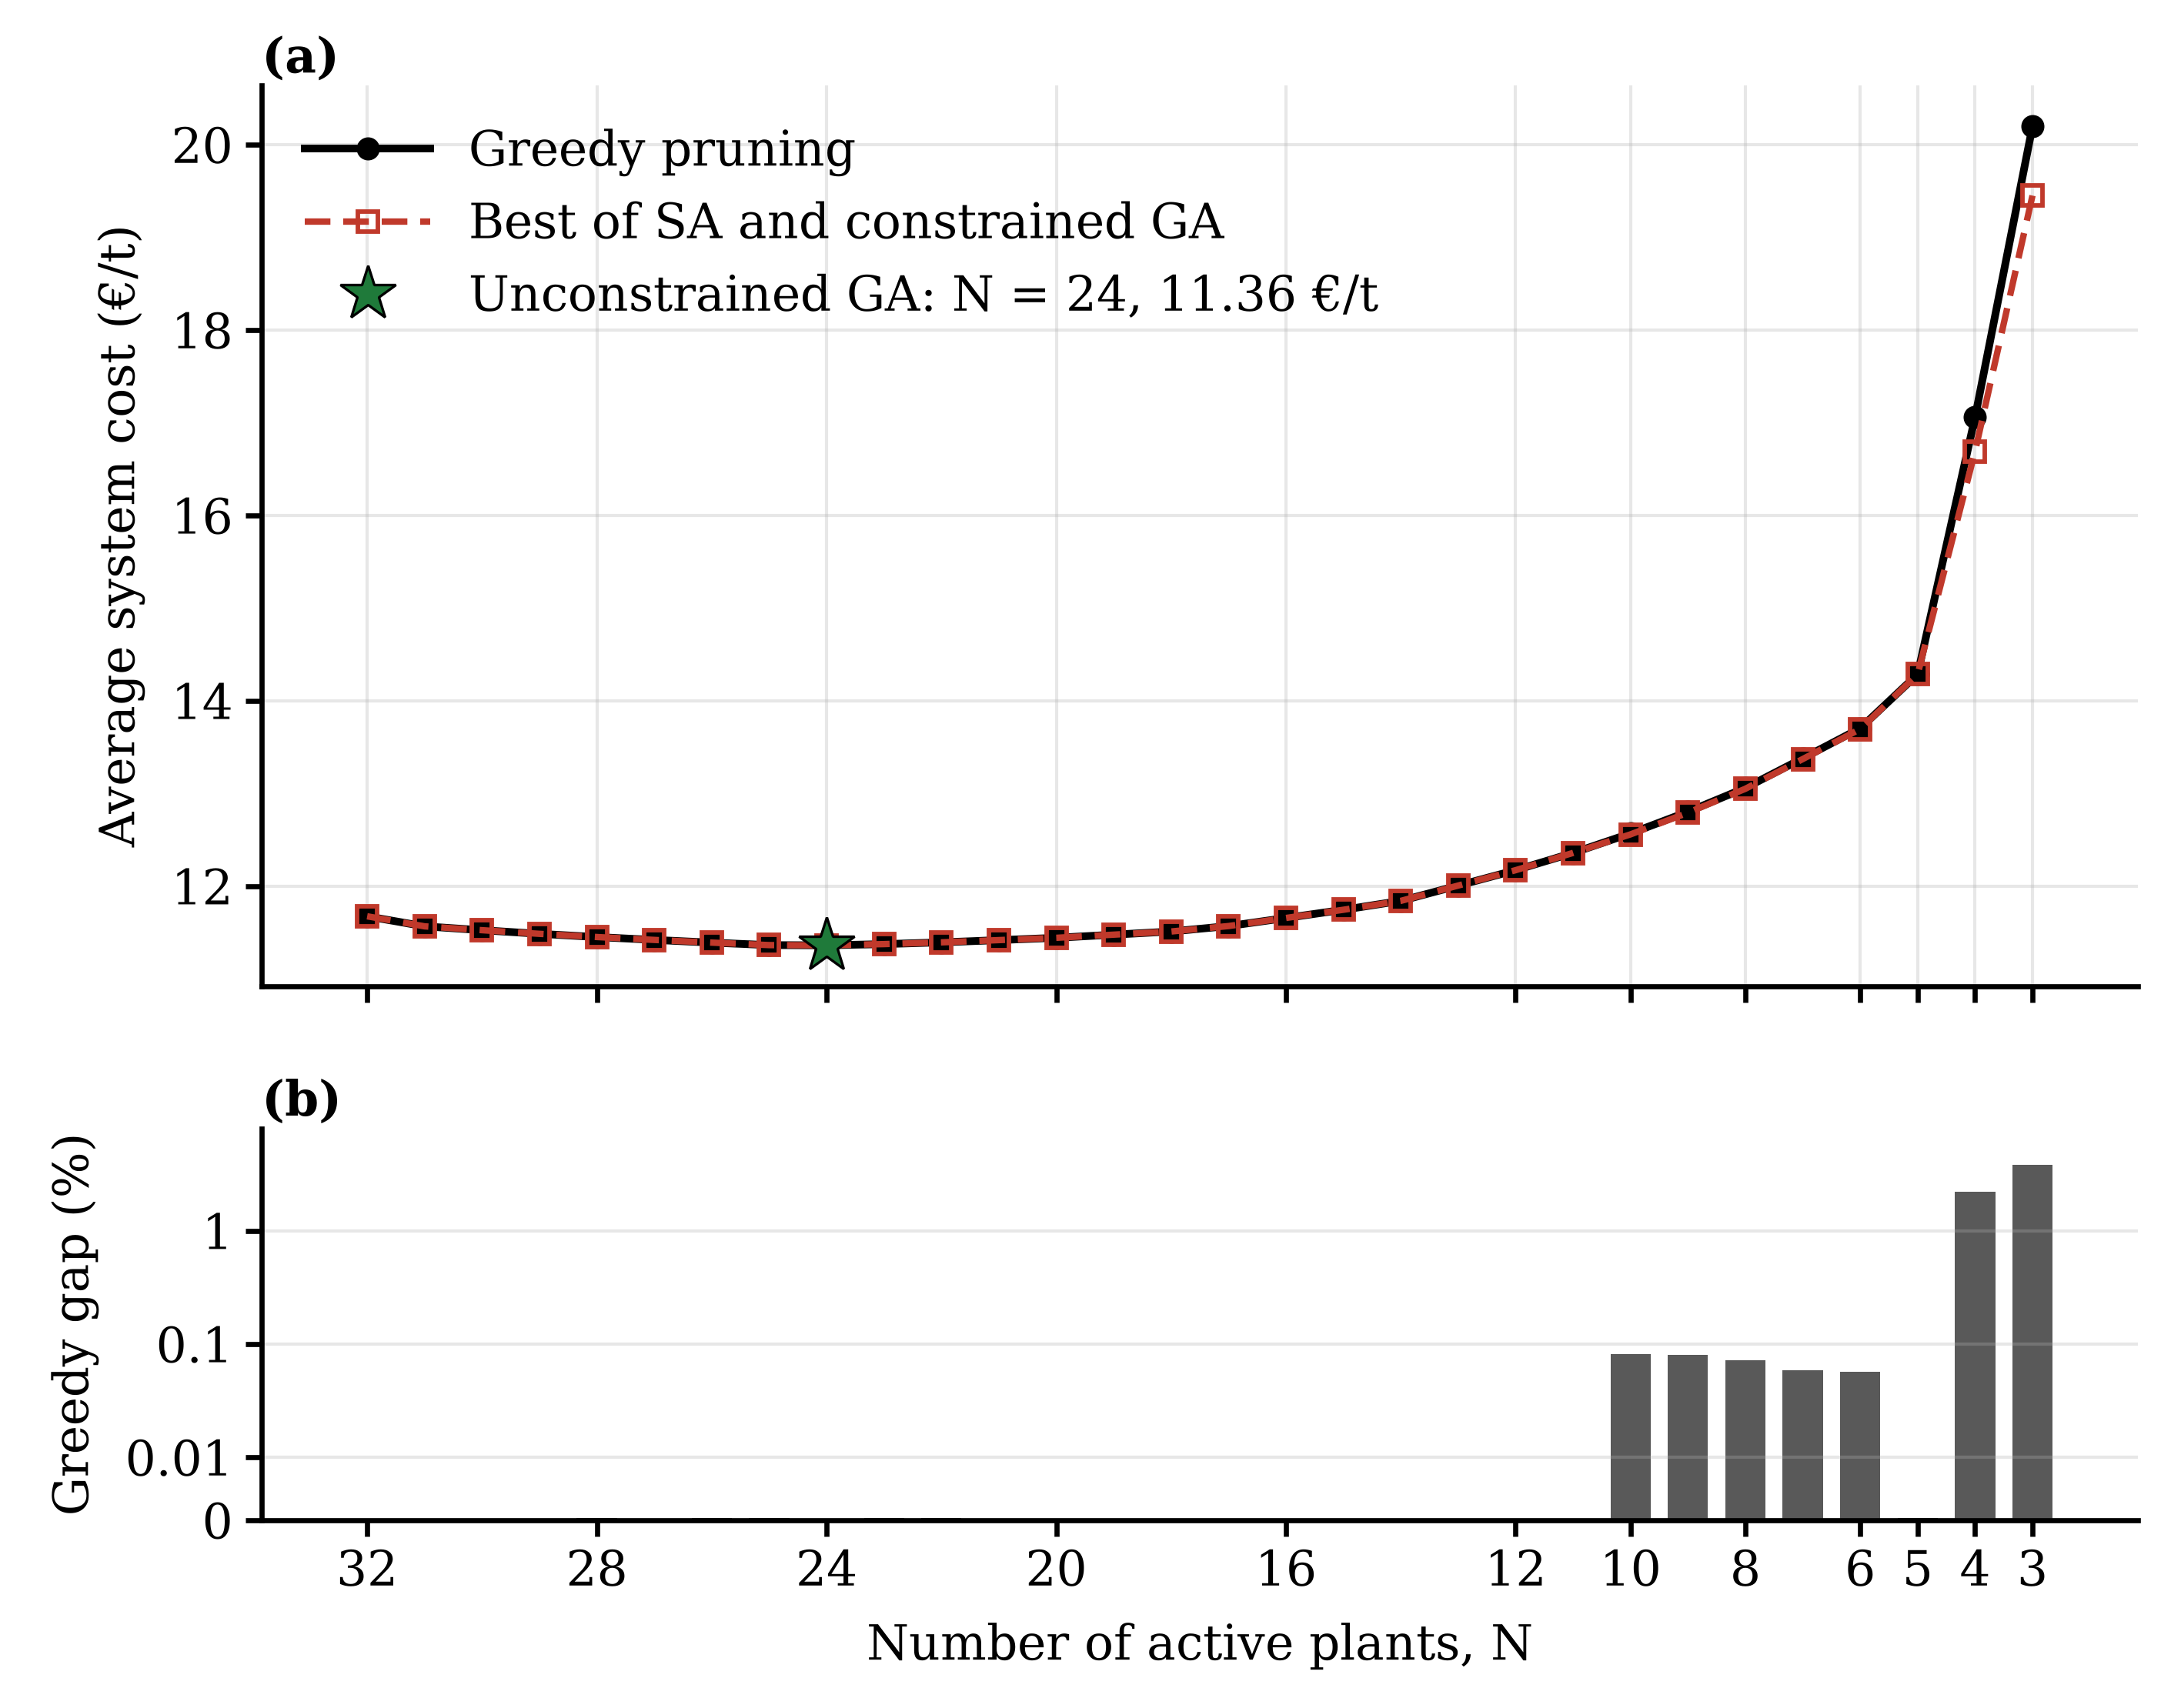 (a)
20
18
16
14
12
Average system cost (€/t)
Greedy pruning
Best of SA and constrained GA
Unconstrained GA: N = 24, 11.36 €/t
(b)
1
0.1
0.01
0
Greedy gap (%)
32 28 24 20 16 12 10 8 6 5 4 3
Number of active plants, N